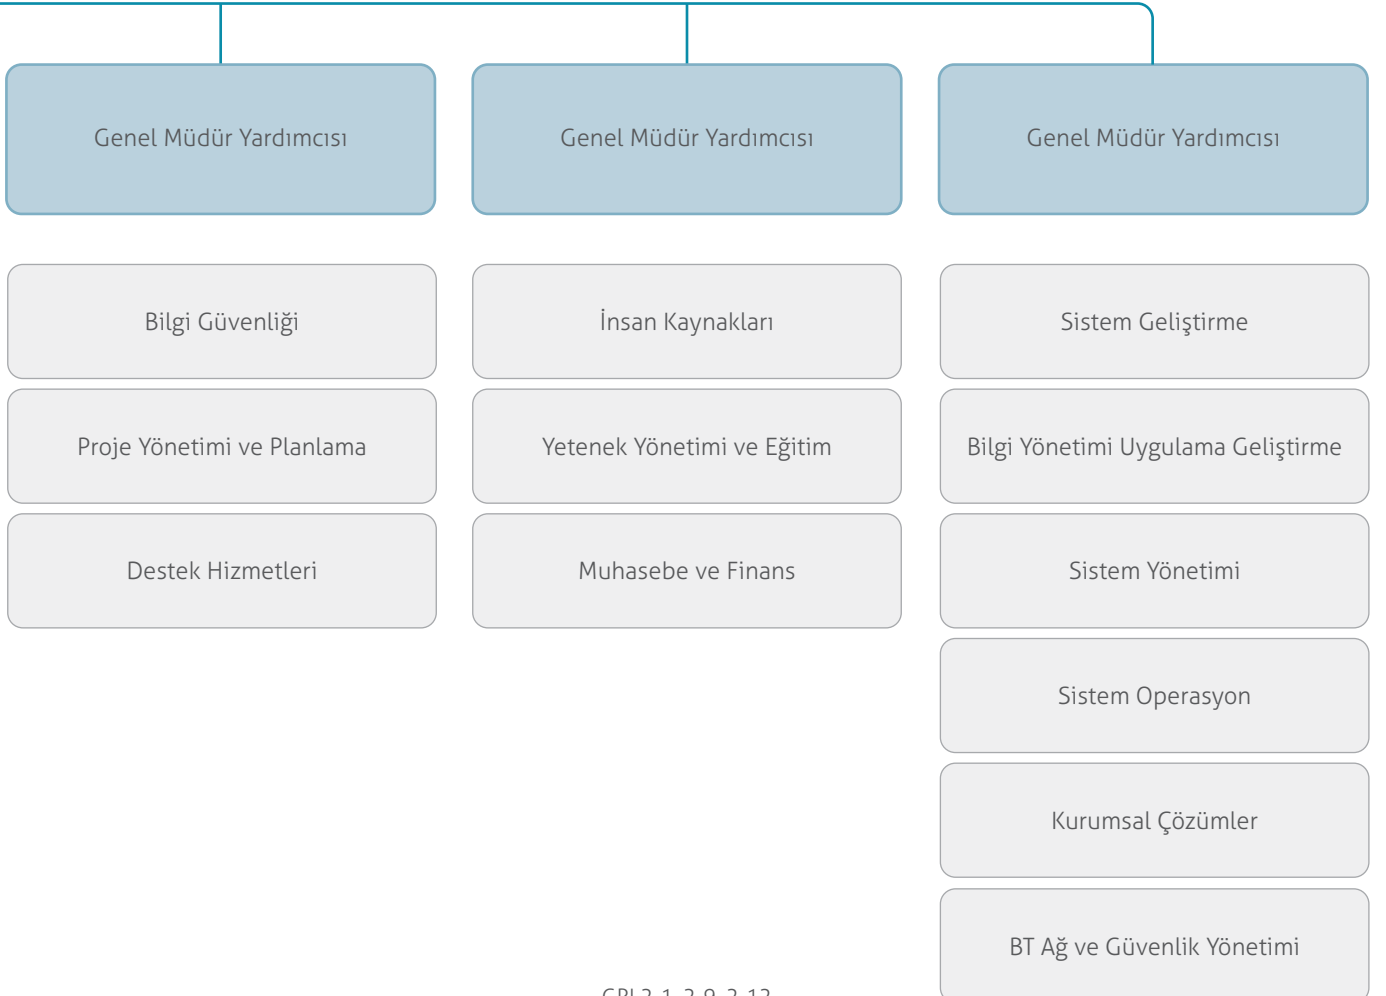 Genel Müdür Yardımcısı
Genel Müdür Yardımcısı
Genel Müdür Yardımcısı
Bilgi Güvenliği
İnsan Kaynakları
Sistem Geliştirme
Proje Yönetimi ve Planlama
Yetenek Yönetimi ve Eğitim
Bilgi Yönetimi Uygulama Geliştirme
Destek Hizmetleri
Muhasebe ve Finans
Sistem Yönetimi
Sistem Operasyon
Kurumsal Çözümler
BT Ağ ve Güvenlik Yönetimi